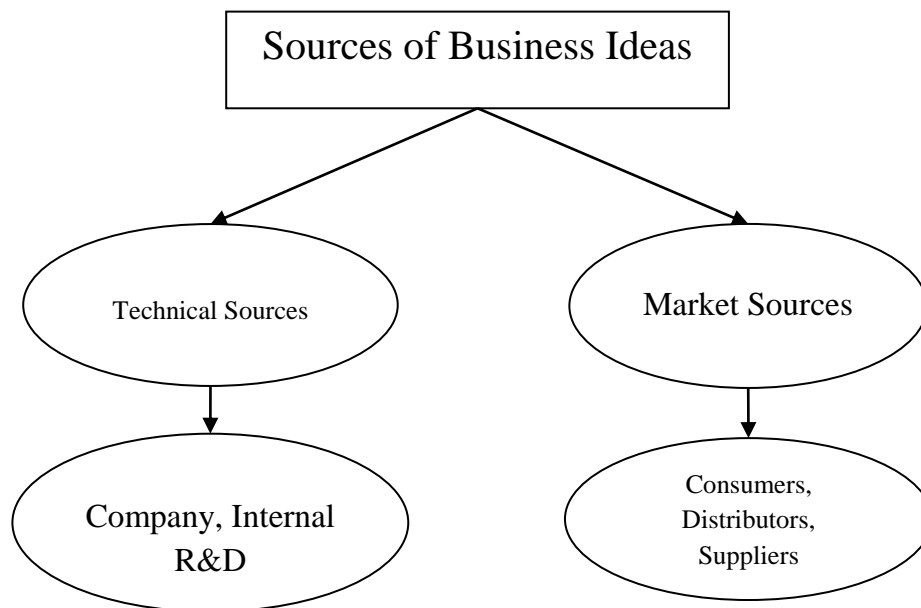 Sources of Business Ideas
Technical Sources
Market Sources
Company, Internal
R&D
Consumers,
Distributors,
Suppliers